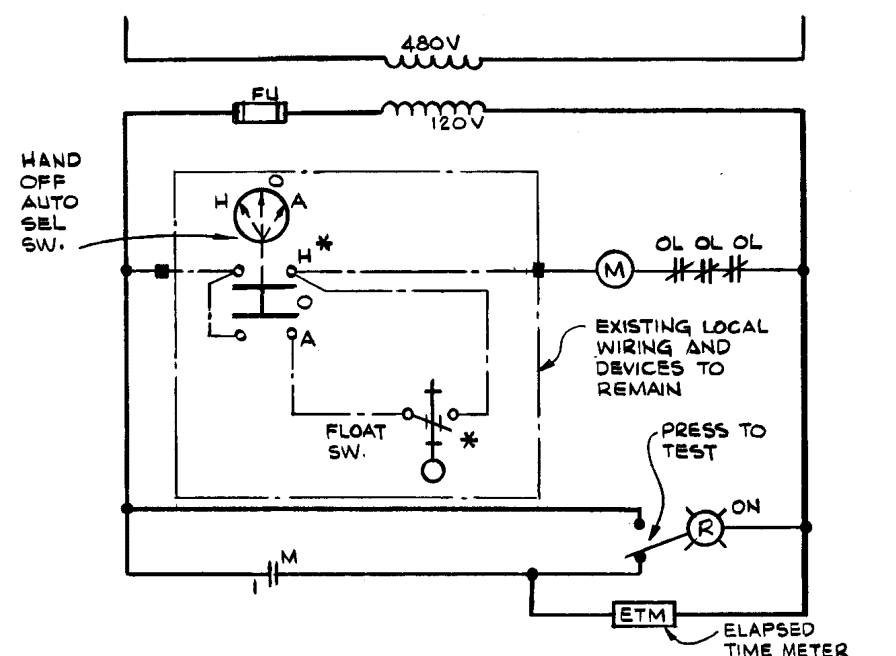 480V
FU
120V
HAND
OFF
AUTO
SEL
SW.
O
H
A
H*
O
A
M
OL OL OL
EXISTING LOCAL
WIRING AND
DEVICES TO
REMAIN
FLOAT
SW.
*
PRESS TO
TEST
ON
R
M
1
ETM
ELAPSED
TIME METER